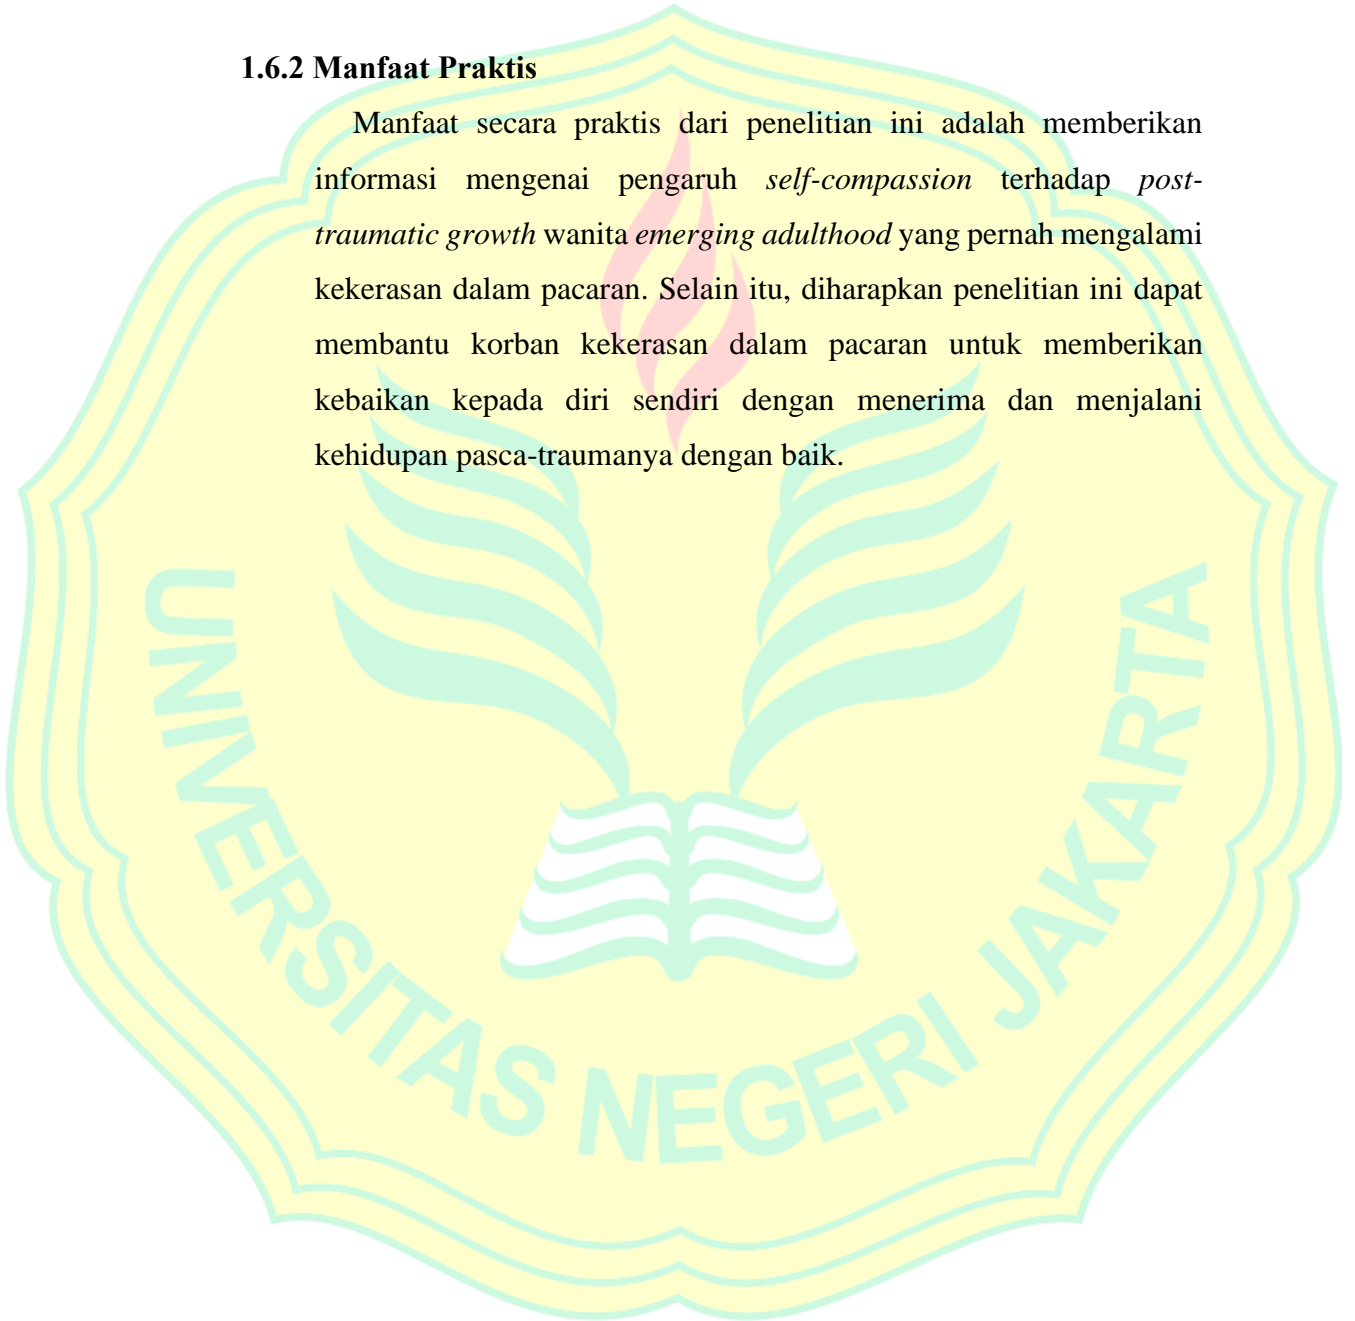 1.6.2 Manfaat Praktis
Manfaat secara praktis dari penelitian ini adalah memberikan
informasi mengenai pengaruh self-compassion terhadap post-
traumatic growth wanita emerging adulthood yang pernah mengalami
kekerasan dalam pacaran. Selain itu, diharapkan penelitian ini dapat
membantu korban kekerasan dalam pacaran untuk memberikan
kebaikan kepada diri sendiri dengan menerima dan menjalani
kehidupan pasca-traumanya dengan baik.
UNIVERSITAS NEGERI JAKARTA